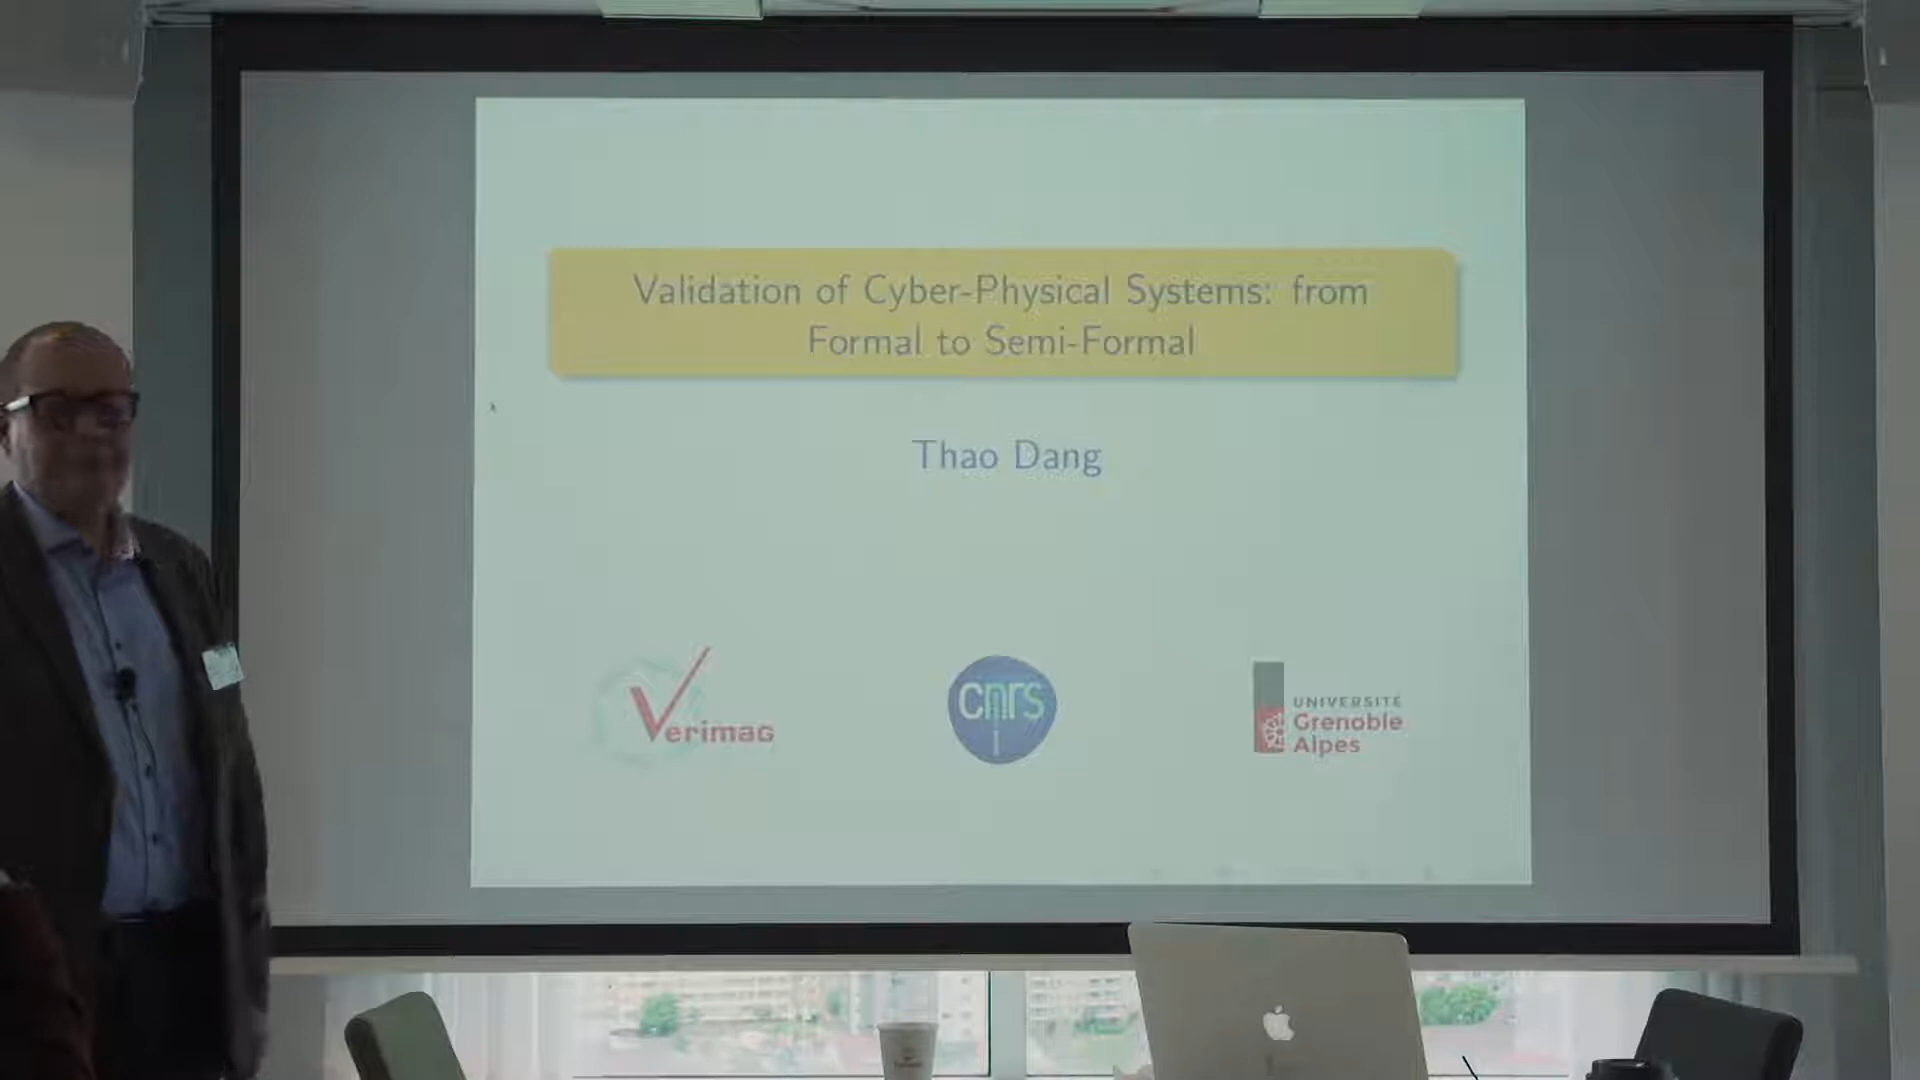 Validation of Cyber-Physical Systems: from
Formal to Semi-Formal
Thao Dang
Verimag
cnrs
UNIVERSITÉ
Grenoble
Alpes